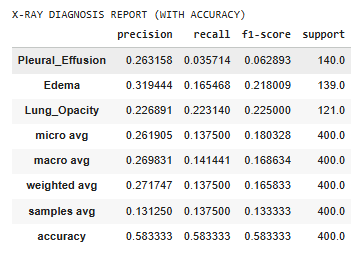 X-RAY DIAGNOSIS REPORT (WITH ACCURACY)
precision recall f1-score support
Pleural_Effusion 0.263158 0.035714 0.062893 140.0
Edema 0.319444 0.165468 0.218009 139.0
Lung_Opacity 0.226891 0.223140 0.225000 121.0
micro avg 0.261905 0.137500 0.180328 400.0
macro avg 0.269831 0.141441 0.168634 400.0
weighted avg 0.271747 0.137500 0.165833 400.0
samples avg 0.131250 0.137500 0.133333 400.0
accuracy 0.583333 0.583333 0.583333 400.0